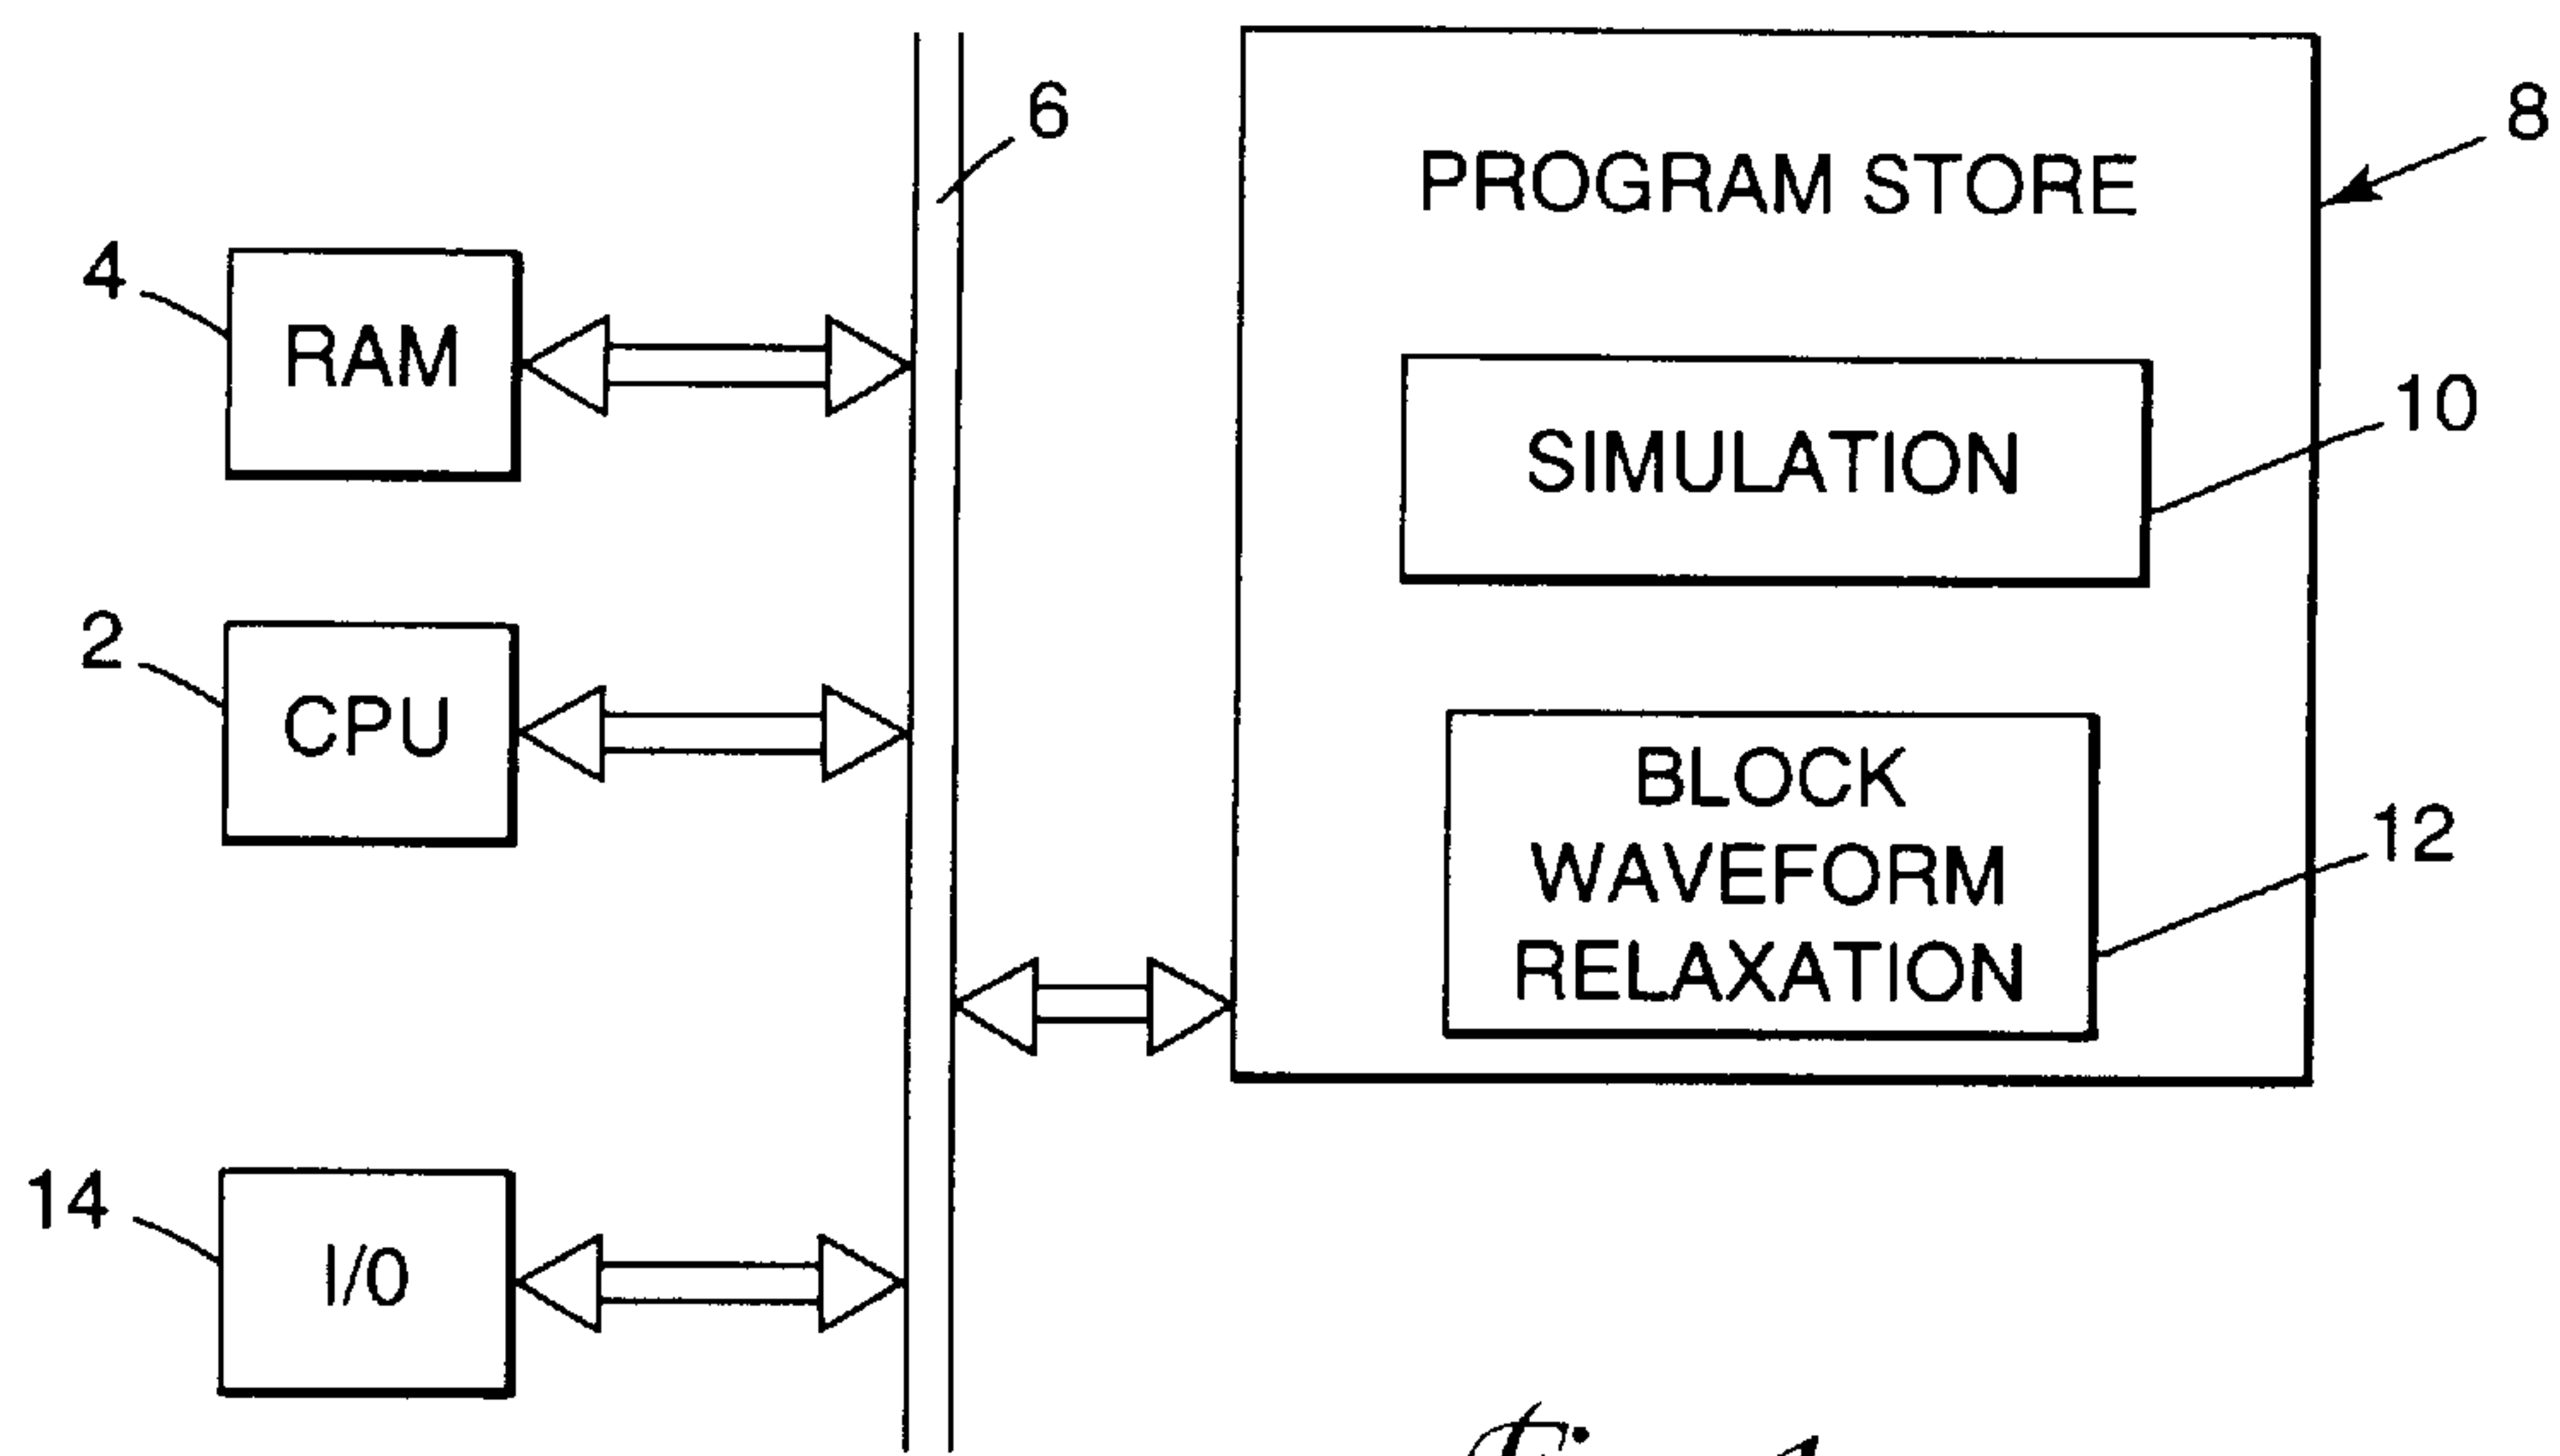 6
8
PROGRAM STORE
4
RAM
10
SIMULATION
2
CPU
BLOCK
WAVEFORM
RELAXATION
12
14
I/0